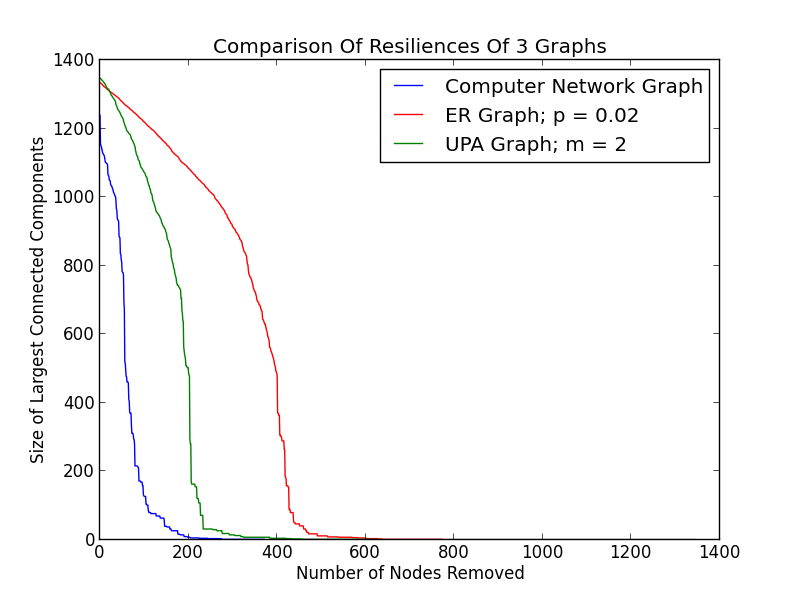 Comparison Of Resiliences Of 3 Graphs
Computer Network Graph
ER Graph; p = 0.02
UPA Graph; m = 2
Size of Largest Connected Components
1400
1200
1000
800
600
400
200
0
0 200 400 600 800 1000 1200 1400
Number of Nodes Removed